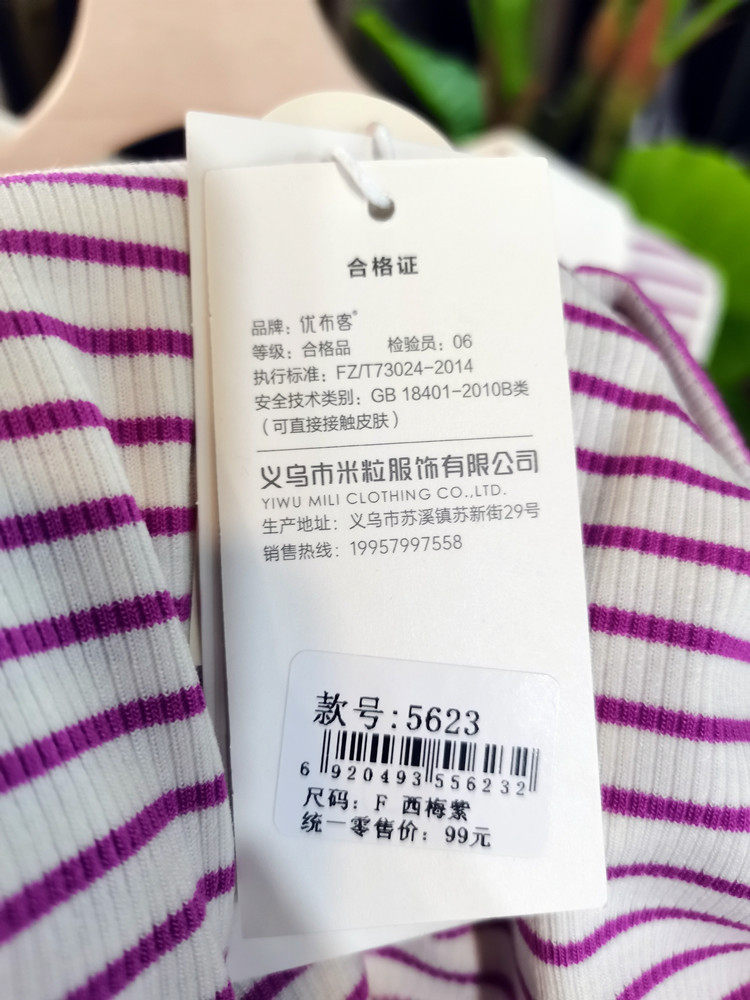 合格证
品牌：优布客®
等级：合格品 检验员：06
执行标准：FZ/T73024-2014
安全技术类别：GB 18401-2010B类
（可直接接触皮肤）
义乌市米粒服饰有限公司
YIWU MILI CLOTHING CO.,LTD.
生产地址：义乌市苏溪镇苏新街29号
销售热线：19957997558
款号:5623
6 920493 556232
尺码：F 西梅紫
统一零售价：99元